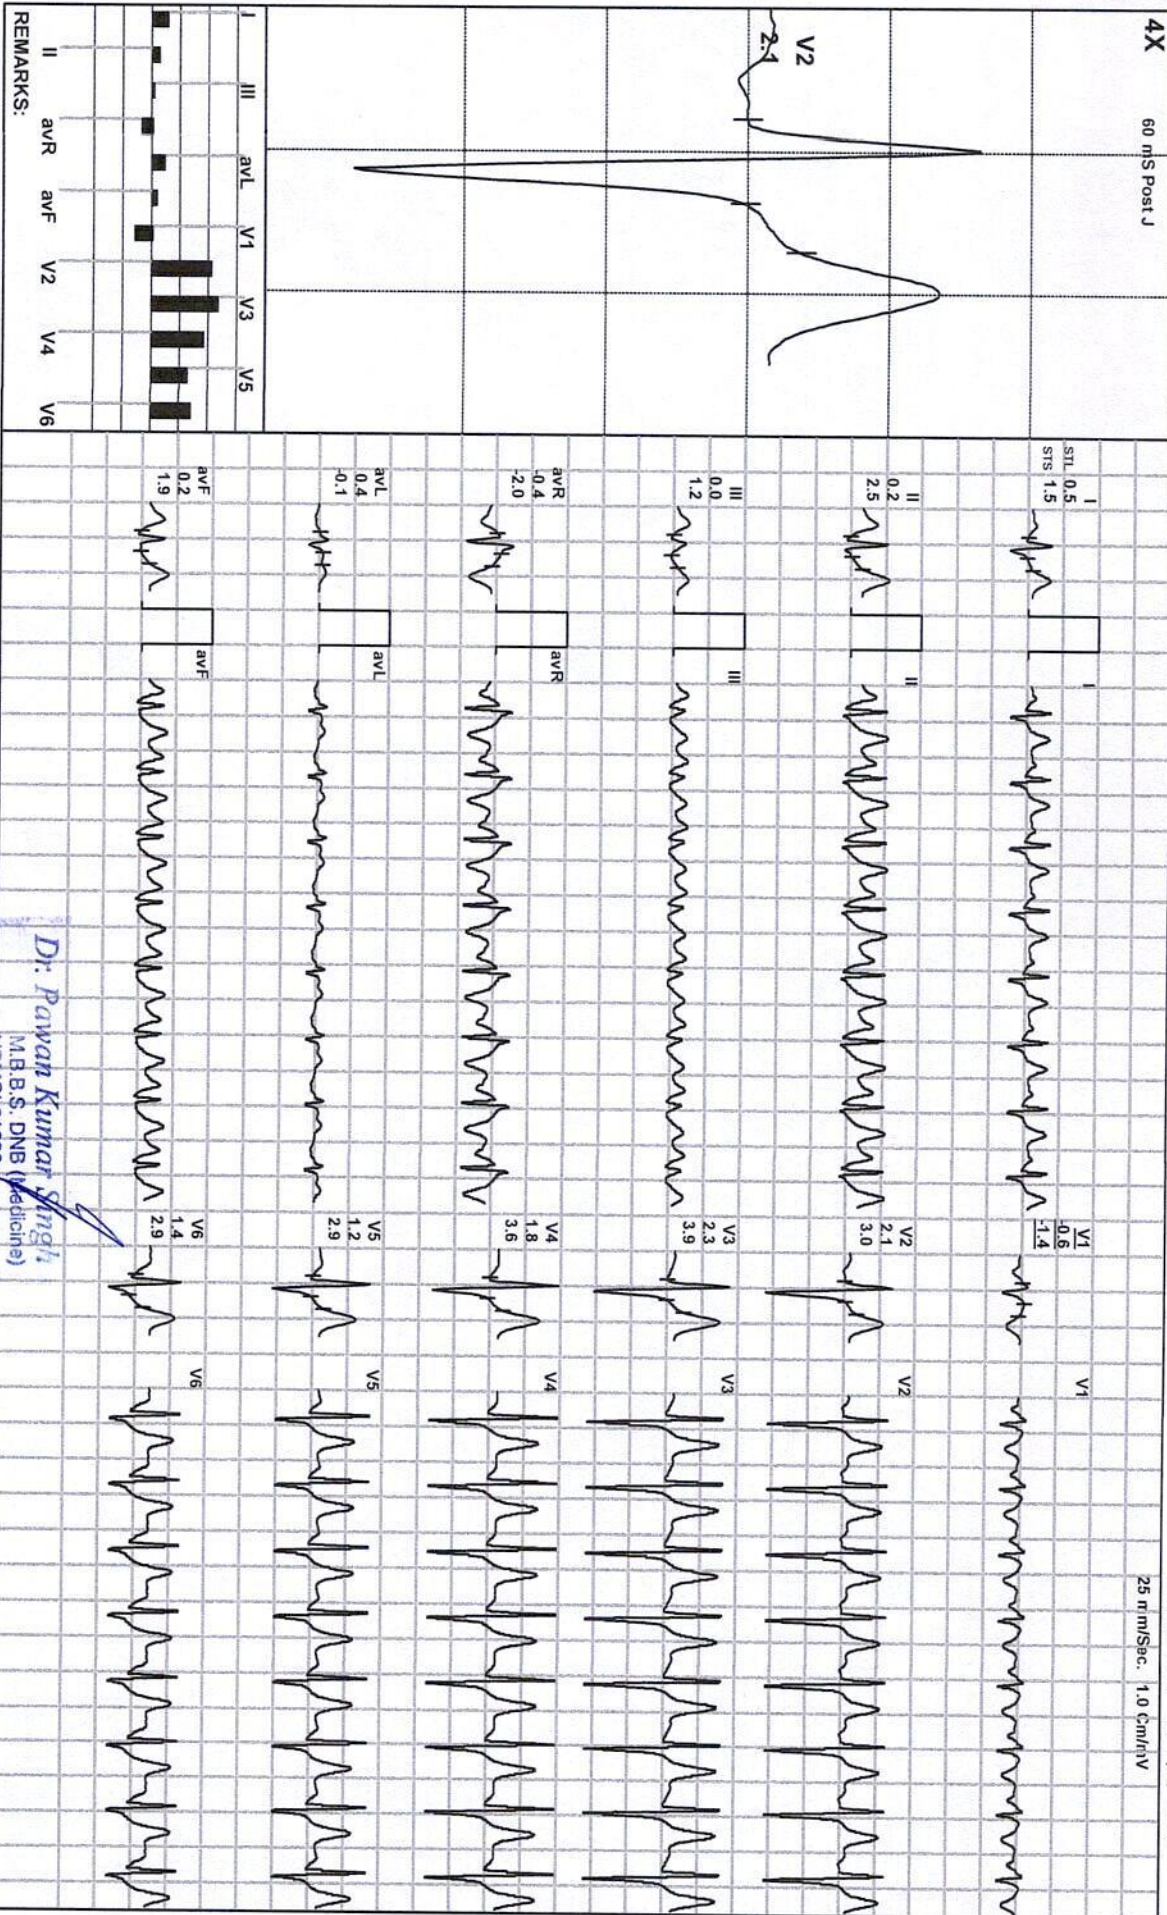 4X
60 mS Post J
25 mm/Sec. 1.0 Cm/mV
V2
2.1
I
STL 0.5
STS 1.5
I
II
0.2
2.5
II
III
0.0
1.2
III
avR
-0.4
-2.0
avR
avL
0.4
-0.1
avL
avF
0.2
1.9
avF
V1
-0.6
-1.4
V1
V2
2.1
3.0
V2
V3
2.3
3.9
V3
V4
1.8
3.6
V4
V5
1.2
2.9
V5
V6
1.4
2.9
V6
I III avL V1 V3 V5
II avR avF V2 V4 V6
REMARKS:
Dr. Pawan Kumar Singh
M.B.B.S. DNB (Medicine)